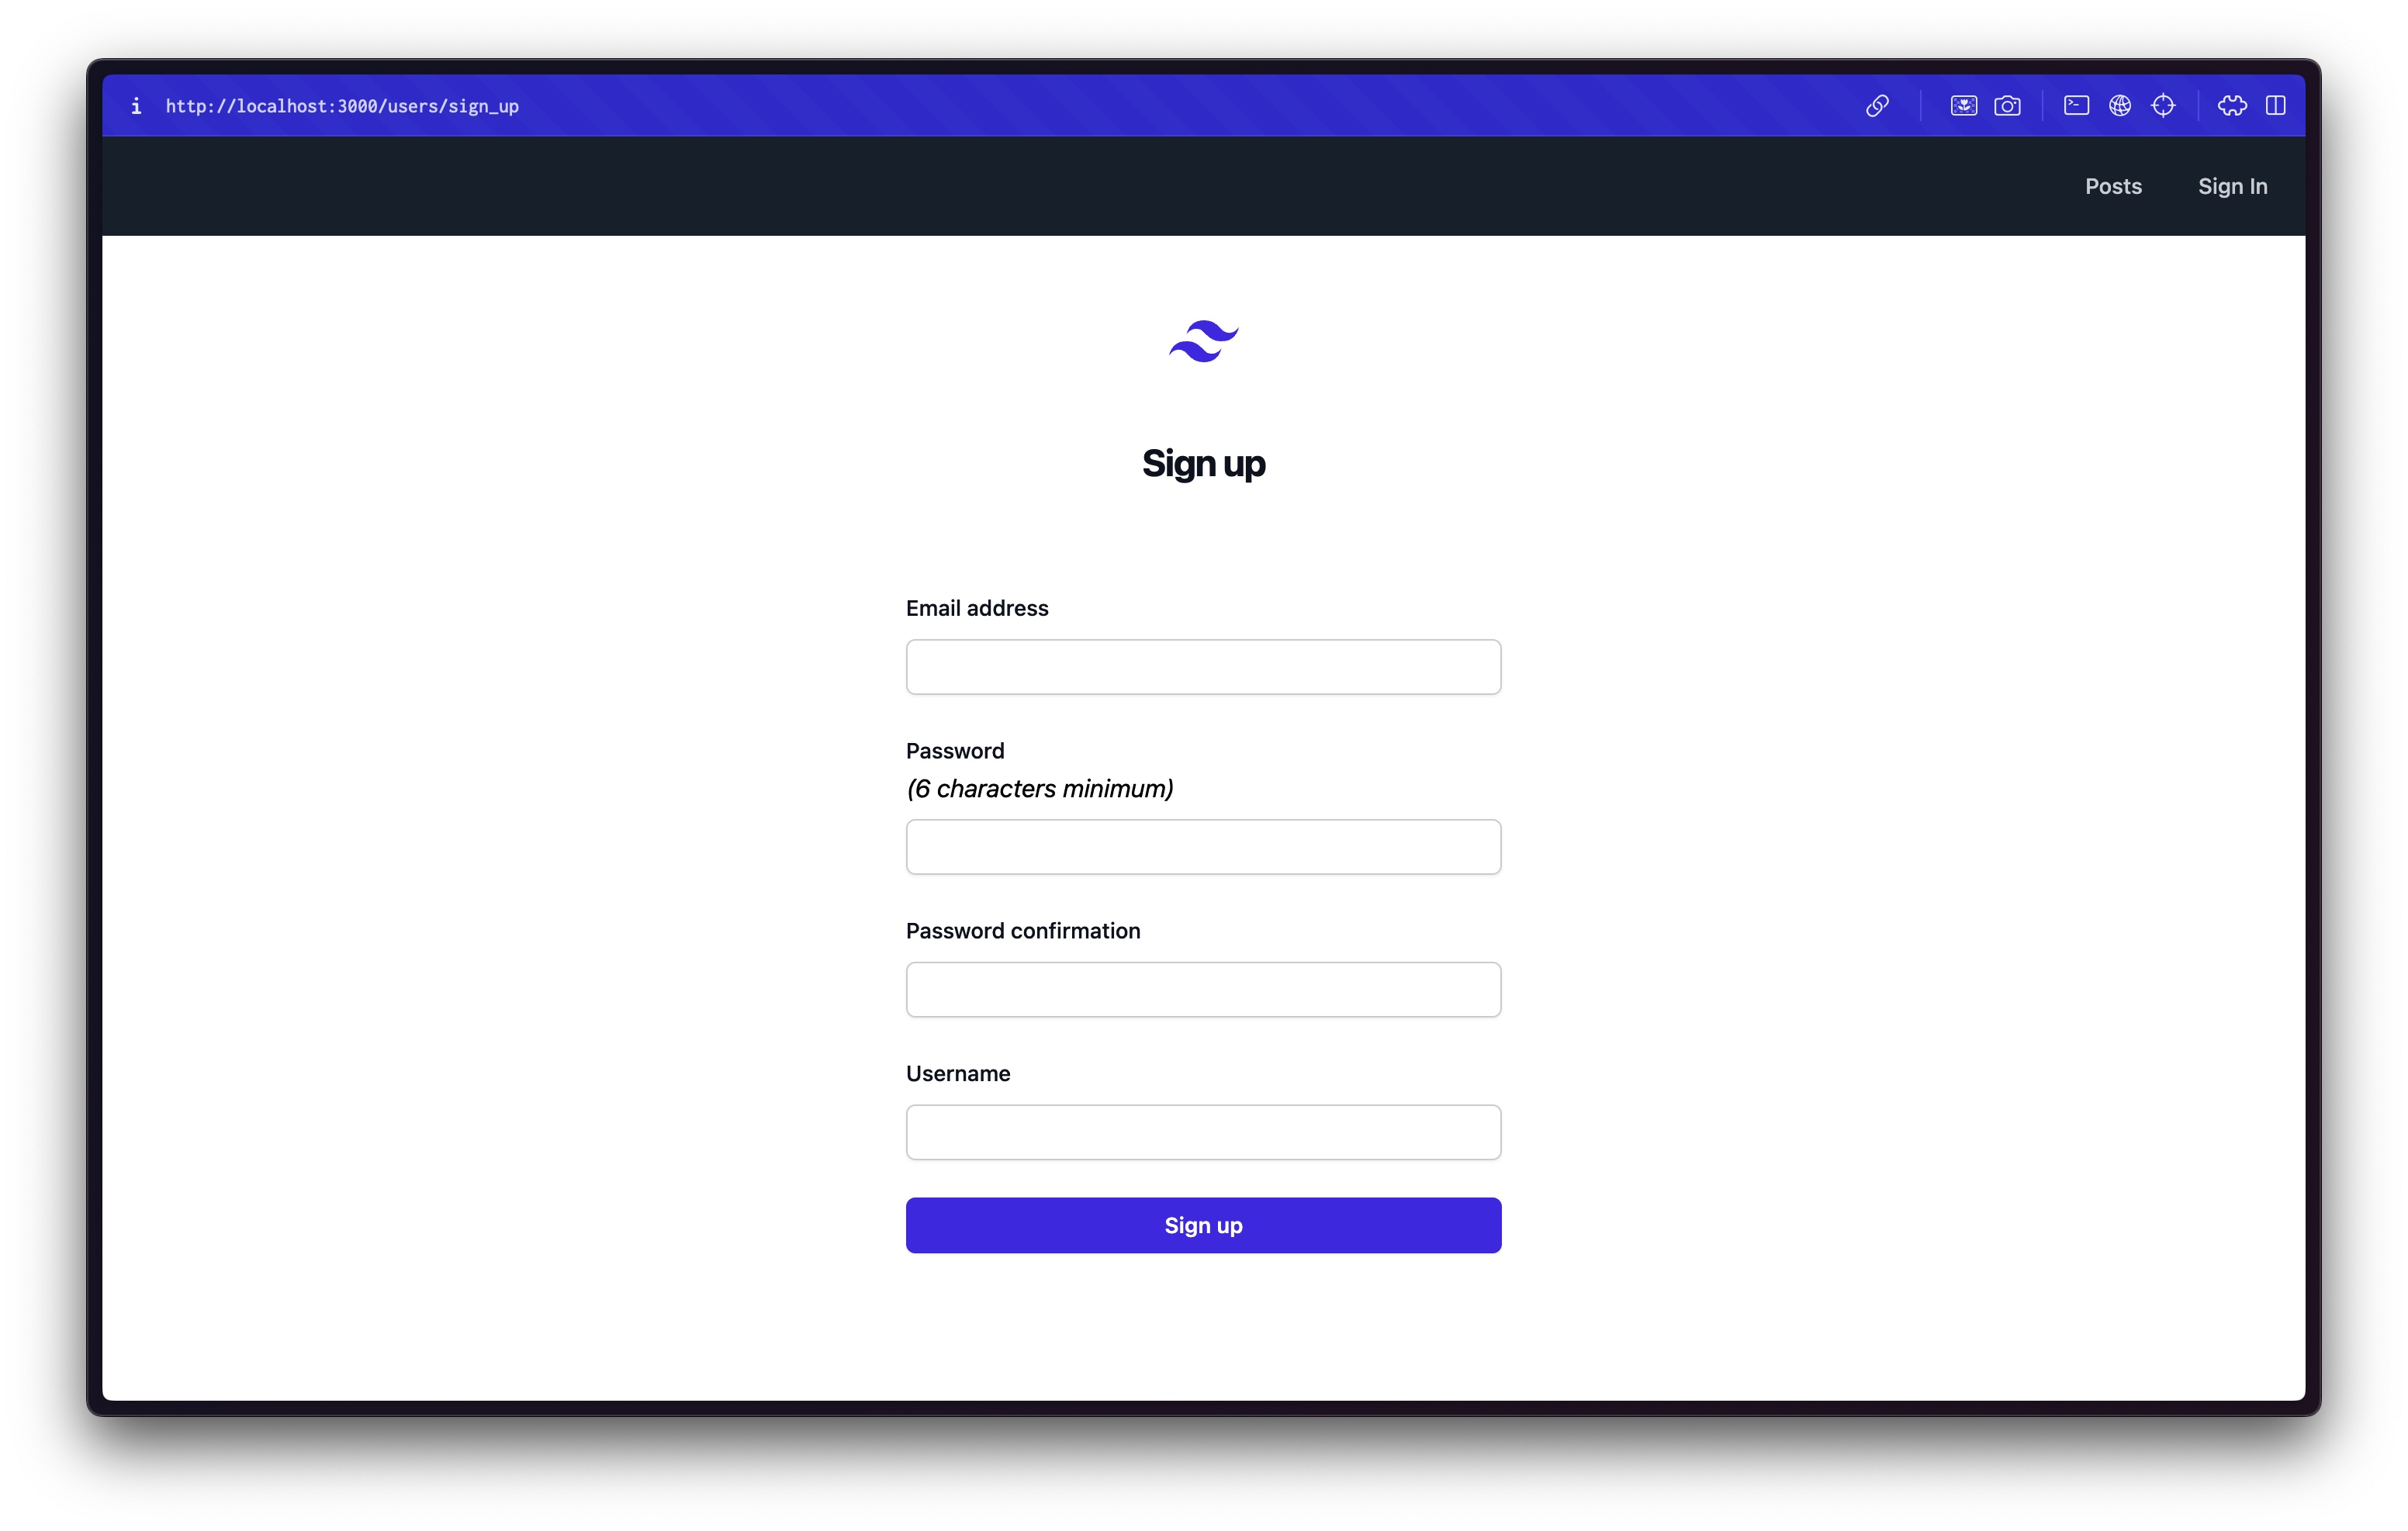 i http://localhost:3000/users/sign_up
Posts Sign In
Sign up
Email address
Password
(6 characters minimum)
Password confirmation
Username
Sign up